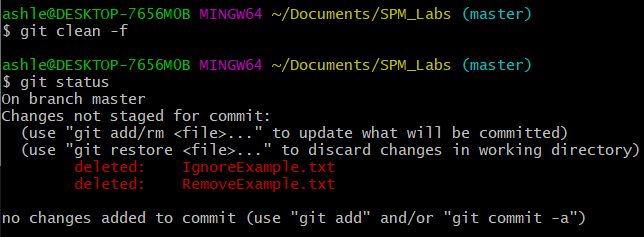 ashle@DESKTOP-7656MOB MINGW64 ~/Documents/SPM_Labs (master)
$ git clean -f
ashle@DESKTOP-7656MOB MINGW64 ~/Documents/SPM_Labs (master)
$ git status
On branch master
Changes not staged for commit:
  (use "git add/rm <file>..." to update what will be committed)
  (use "git restore <file>..." to discard changes in working directory)
        deleted:    IgnoreExample.txt
        deleted:    RemoveExample.txt
no changes added to commit (use "git add" and/or "git commit -a")